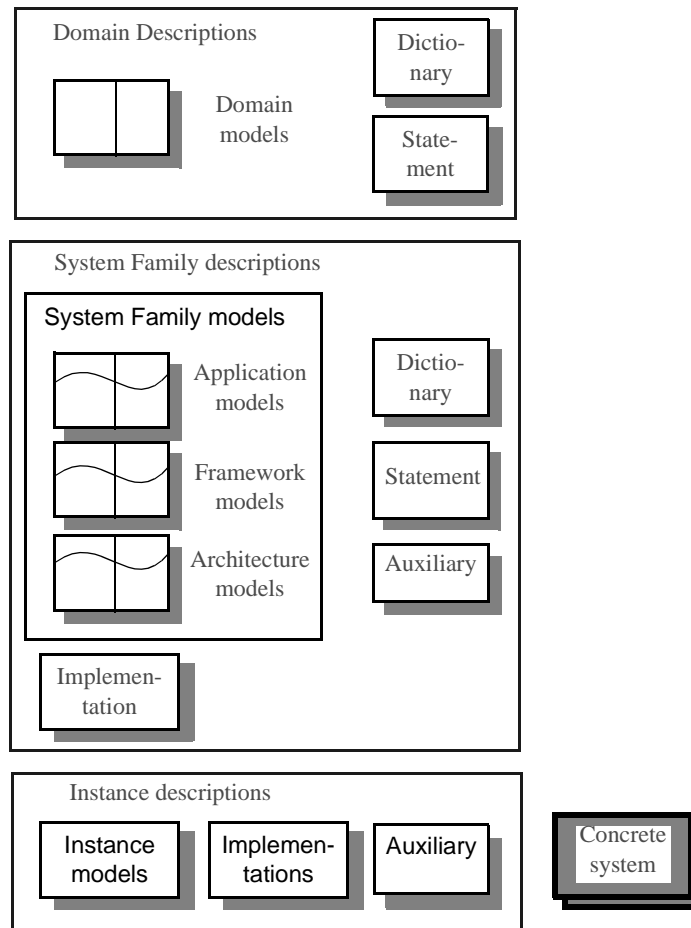 Domain Descriptions
Dictio-
nary
Domain
models
State-
ment
System Family descriptions
System Family models
Application
models
Dictio-
nary
Framework
models
Statement
Architecture
models
Auxiliary
Implemen-
tation
Instance descriptions
Instance
models
Implemen-
tations
Auxiliary
Concrete
system